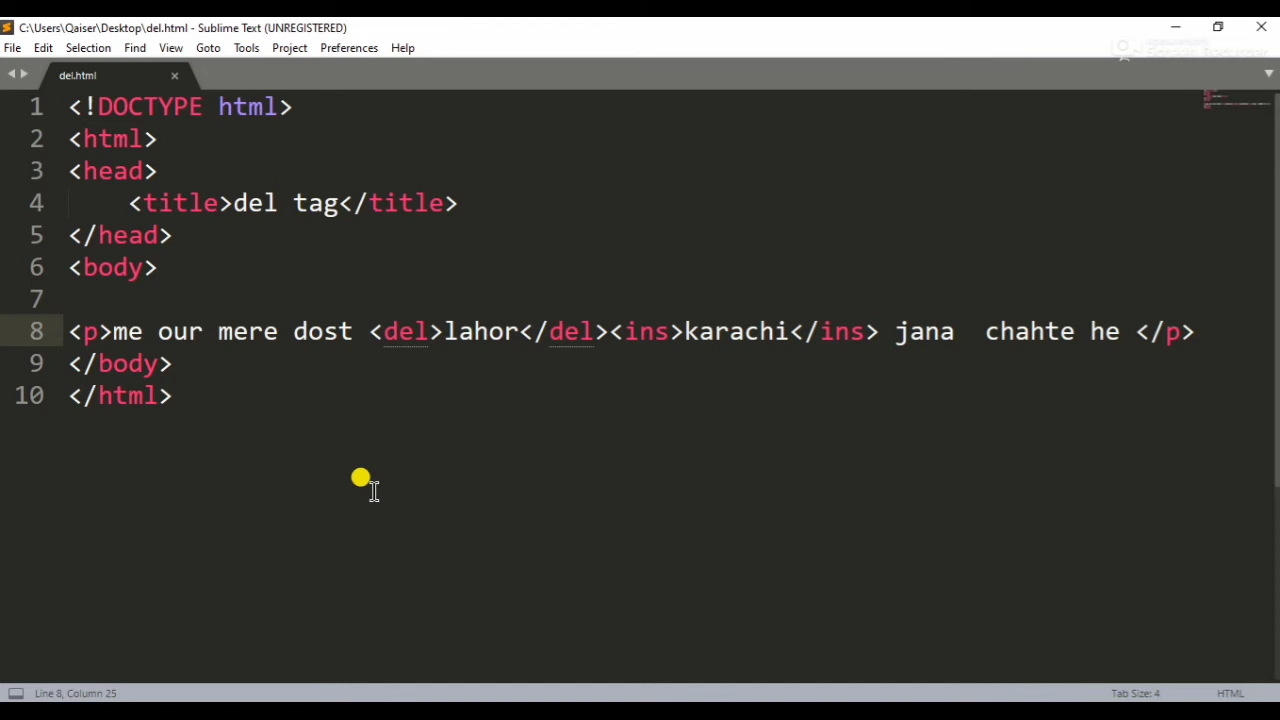 C:\Users\Qaiser\Desktop\del.html - Sublime Text (UNREGISTERED)
File Edit Selection Find View Goto Tools Project Preferences Help
del.html
1 <!DOCTYPE html>
2 <html>
3 <head>
4     <title>del tag</title>
5 </head>
6 <body>
7
8 <p>me our mere dost <del>lahor</del><ins>karachi</ins> jana  chahte he </p>
9 </body>
10 </html>
Line 8, Column 25
Tab Size: 4
HTML